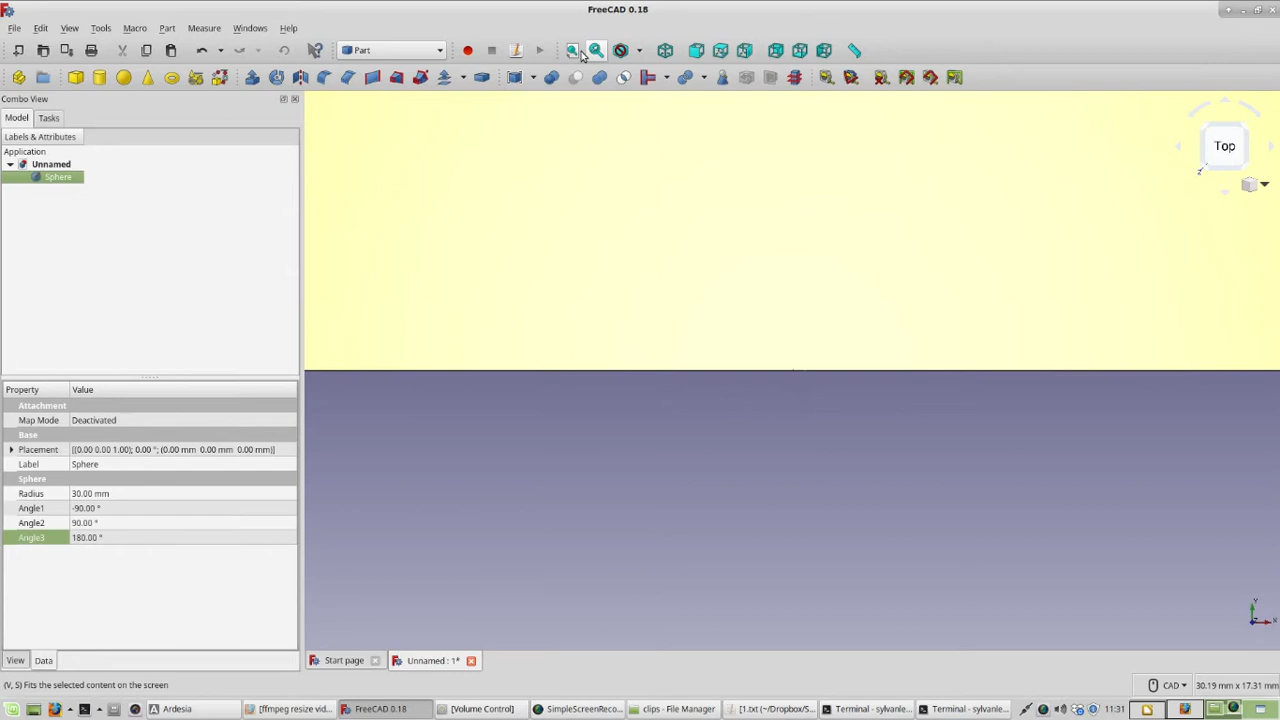 FreeCAD 0.18
File Edit View Tools Macro Part Measure Windows Help
Part
Combo View
Model Tasks
Labels & Attributes
Application
Unnamed
Sphere
Top
Z
Property Value
Attachment
Map Mode Deactivated
Base
Placement [(0.00 0.00 1.00); 0.00 °; (0.00 mm 0.00 mm 0.00 mm)]
Label Sphere
Sphere
Radius 30.00 mm
Angle1 -90.00 °
Angle2 90.00 °
Angle3 180.00 °
Y
Z X
View Data
Start page Unnamed : 1*
(V, S) Fits the selected content on the screen
CAD 30.19 mm x 17.31 mm
Ardesia [ffmpeg resize vid... FreeCAD 0.18 [Volume Control] SimpleScreenReco... clips - File Manager [1.txt (~/Dropbox/S... Terminal - sylvanle... Terminal - sylvanle... 11:31